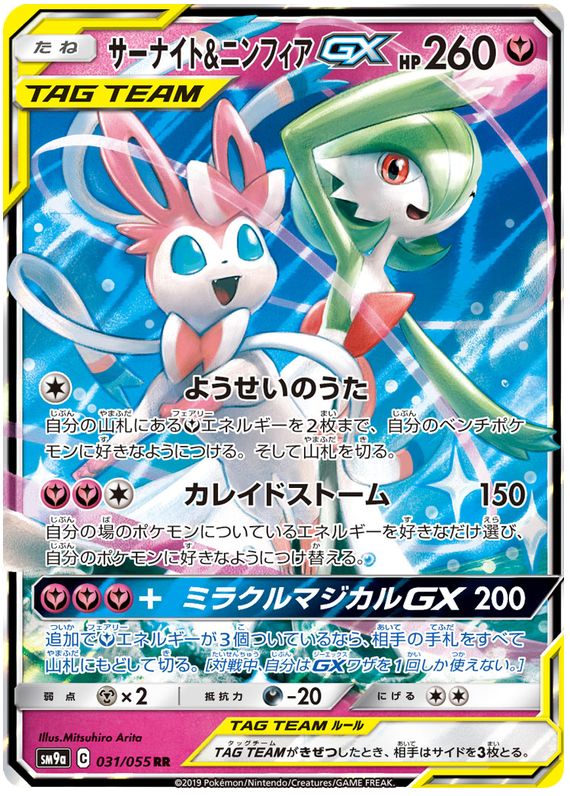 たね サーナイト&ニンフィアGX HP260
TAG TEAM
ようせいのうた
自分の山札にあるエネルギーを2枚まで、自分のベンチポケ
モンに好きなようにつける。そして山札を切る。
カレイドストーム 150
自分の場のポケモンについているエネルギーを好きなだけ選び、
自分のポケモンに好きなようにつけ替える。
+ ミラクルマジカルGX 200
追加でエネルギーが3個ついているなら、相手の手札をすべて
山札にもどして切る。[対戦中、自分はGXワザを1回しか使えない。]
弱点 ×2 抵抗力 -20 にげる
Illus.Mitsuhiro Arita
TAG TEAM ルール
sm9a C 031/055 RR
TAG TEAMがきぜつしたとき、相手はサイドを3枚とる。
©2019 Pokémon/Nintendo/Creatures/GAME FREAK.